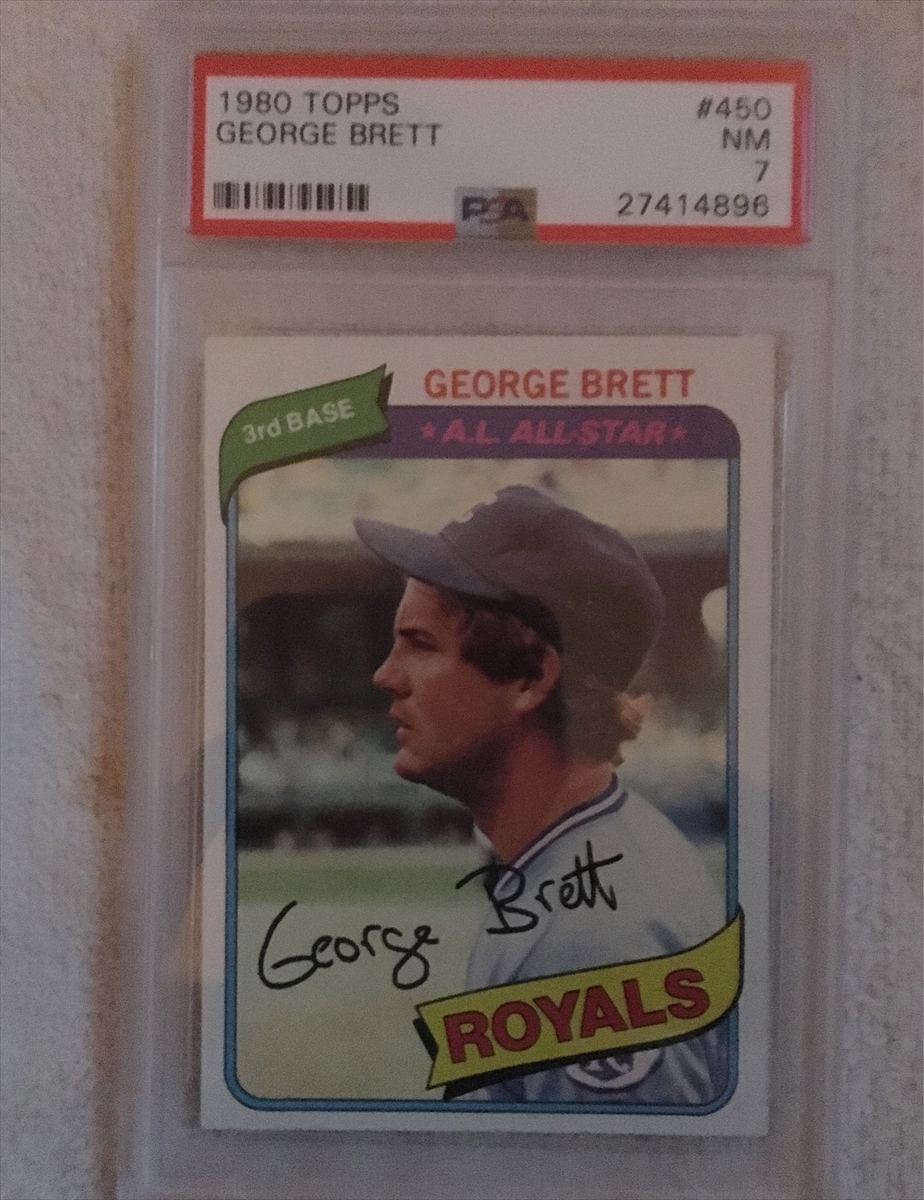 1980 TOPPS #450
GEORGE BRETT NM
7
PSA 27414896
GEORGE BRETT
3rd BASE
★ A.L. ALL-STAR ★
George Brett
ROYALS